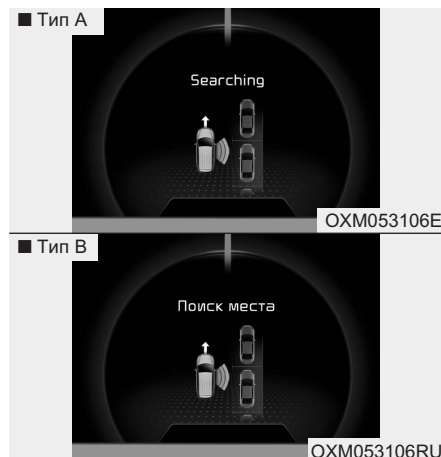 ■ Тип A
Searching
OXM053106E
■ Тип B
Поиск места
OXM053106RU